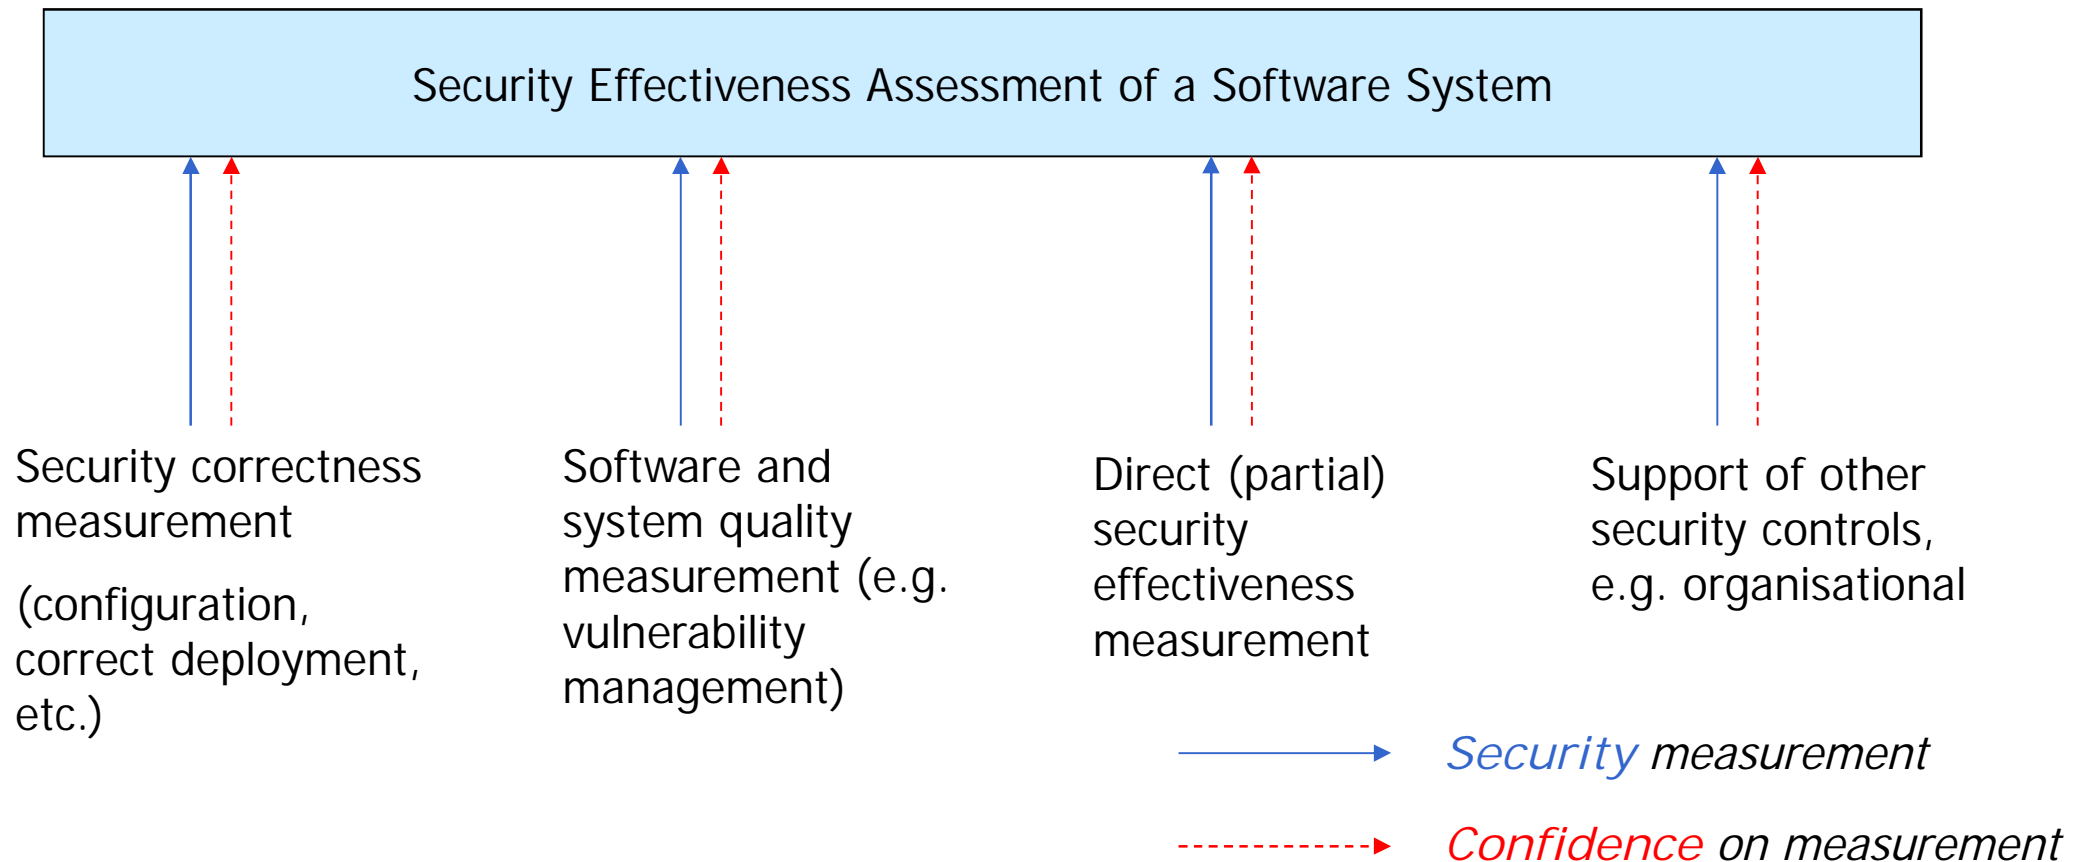 Security Effectiveness Assessment of a Software System
Security correctness
measurement
(configuration,
correct deployment,
etc.)
Software and
system quality
measurement (e.g.
vulnerability
management)
Direct (partial)
security
effectiveness
measurement
Support of other
security controls,
e.g. organisational
Security measurement
Confidence on measurement